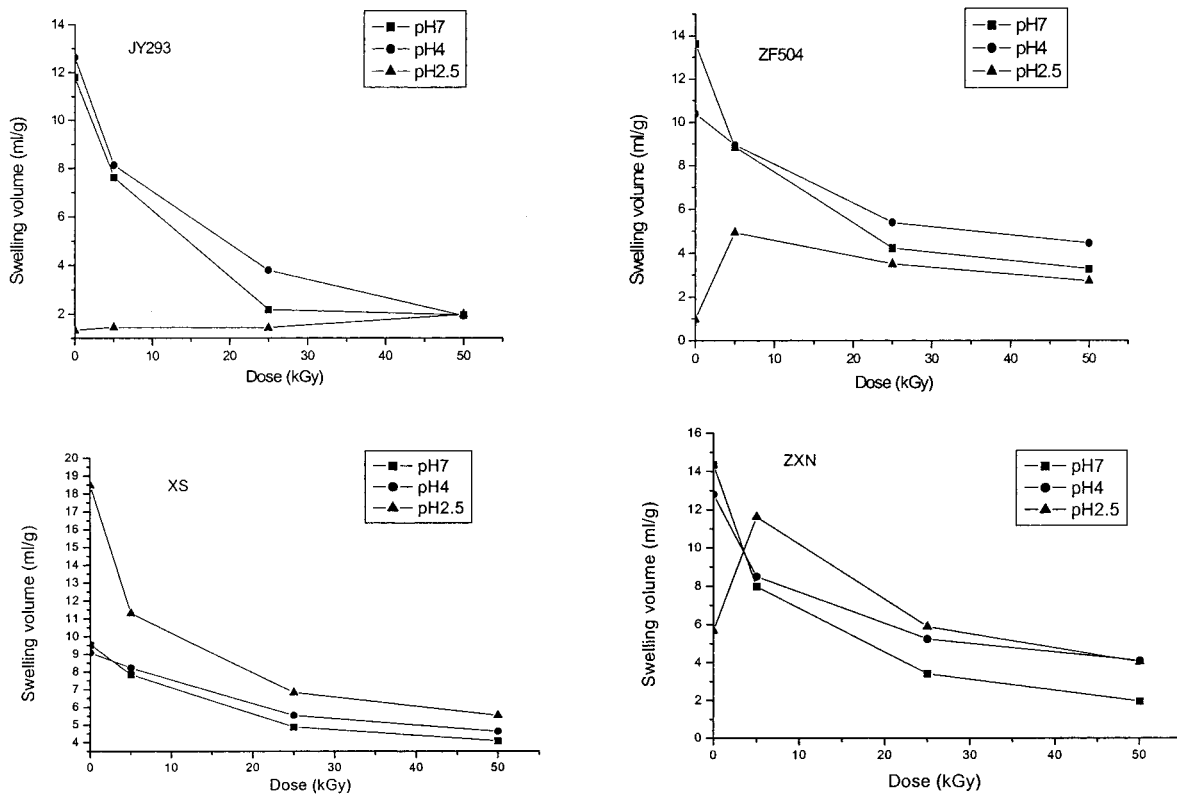 JY293
pH7
pH4
pH2.5
14
12
10
8
6
4
2
Swelling volume (ml/g)
0 10 20 30 40 50
Dose (kGy)
ZF504
pH7
pH4
pH2.5
14
12
10
8
6
4
2
0
Swelling volume (ml/g)
0 10 20 30 40 50
Dose (kGy)
XS
pH7
pH4
pH2.5
20
19
18
17
16
15
14
13
12
11
10
9
8
7
6
5
4
Swelling volume (ml/g)
0 10 20 30 40 50
Dose (kGy)
ZXN
pH7
pH4
pH2.5
16
14
12
10
8
6
4
2
0
Swelling volume (ml/g)
0 10 20 30 40 50
Dose (kGy)